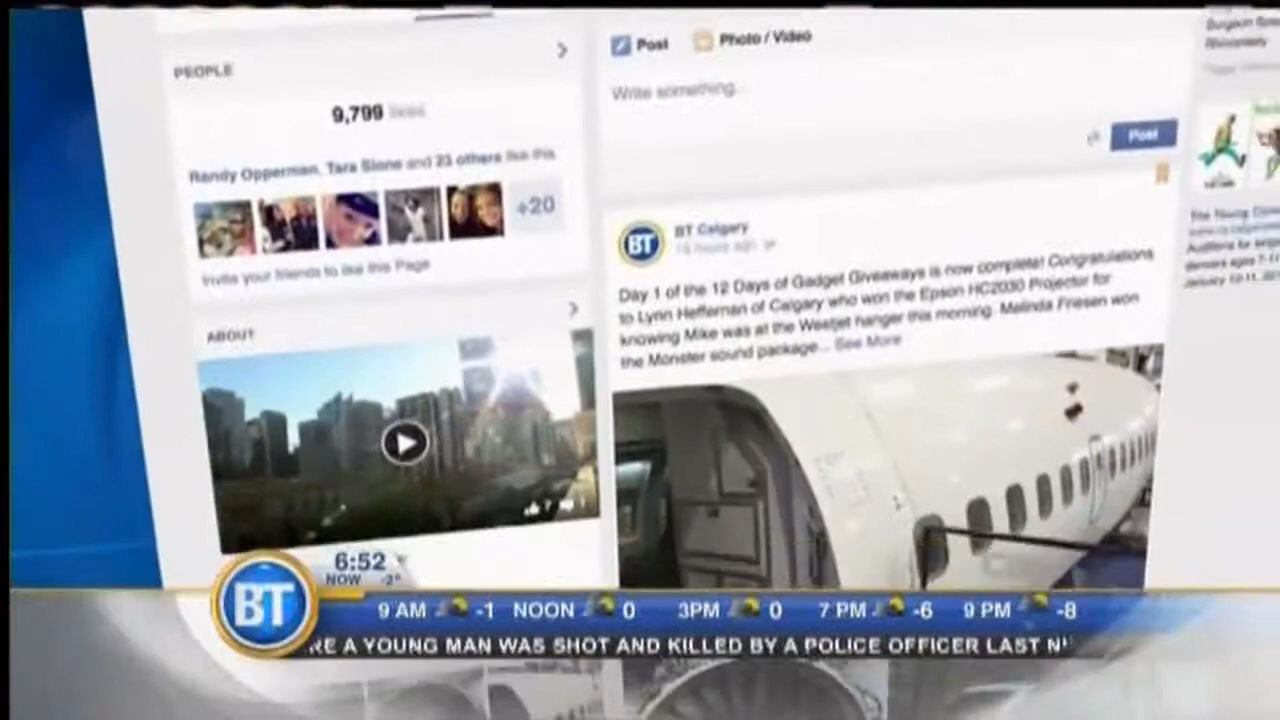 PEOPLE
9,799 likes
Randy Opperman, Tara Slone and 23 others like this
+20
Invite your friends to like this Page
ABOUT
Post
Photo / Video
Write something...
Post
BT
BT Calgary
Day 1 of the 12 Days of Gadget Giveaways is now complete! Congratulations
to Lynn Heffernan of Calgary who won the Epson HC2030 Projector for
knowing Mike was at the Westjet hanger this morning. Melinda Friesen won
the Monster sound package... See More
6:52
NOW -2°
BT
9 AM -1 NOON 0 3PM 0 7 PM -6 9 PM -8
RE A YOUNG MAN WAS SHOT AND KILLED BY A POLICE OFFICER LAST N